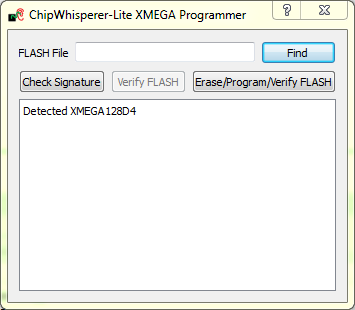 ChipWhisperer-Lite XMEGA Programmer
FLASH File
Find
Check Signature
Verify FLASH
Erase/Program/Verify FLASH
Detected XMEGA128D4